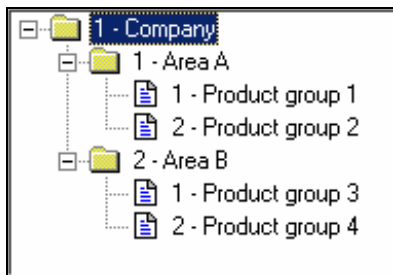 1 - Company
1 - Area A
1 - Product group 1
2 - Product group 2
2 - Area B
1 - Product group 3
2 - Product group 4